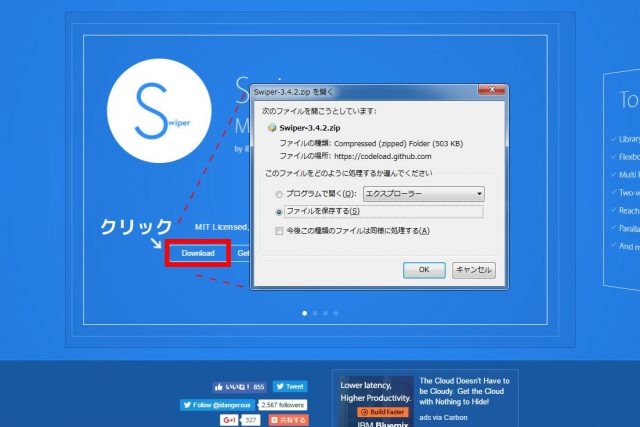 Swiper
MIT Licensed,
クリック
Download
Get
Swiper-3.4.2.zip を開く
次のファイルを開こうとしています:
Swiper-3.4.2.zip
ファイルの種類: Compressed (zipped) Folder (503 KB)
ファイルの場所: https://codeload.github.com
このファイルをどのように処理するか選んでください
プログラムで開く(O): エクスプローラー
ファイルを保存する(S)
今後この種類のファイルは同様に処理する(A)
OK
キャンセル
To
Library
Flexbo
Multi
Two-w
Reach
Paralla
And m
いいね! 855
Tweet
Follow @idangerous
2,567 followers
G+1
327
共有する
Lower latency,
Higher Productivity.
Build Faster
IBM Bluemix
The Cloud Doesn't Have to
be Cloudy. Get the Cloud
with Nothing to Hide!
ads via Carbon